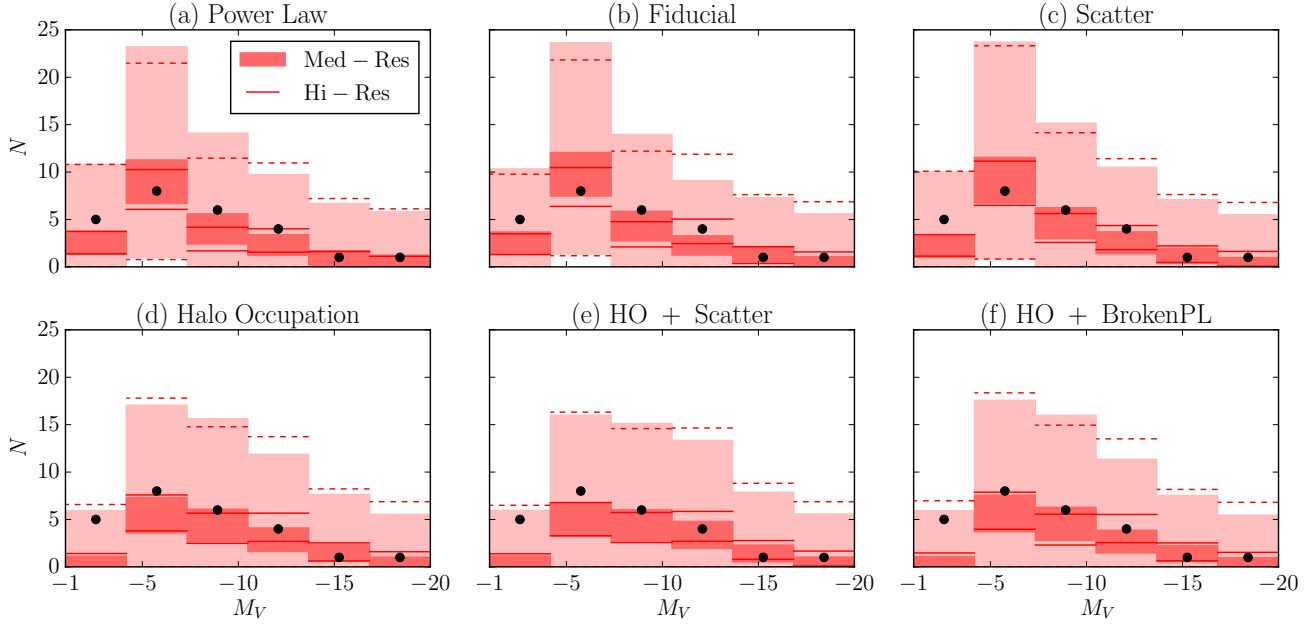 (a) Power Law
(b) Fiducial
(c) Scatter
25
20
15
10
5
0
N
Med − Res
Hi − Res
(d) Halo Occupation
(e) HO + Scatter
(f) HO + BrokenPL
25
20
15
10
5
0
N
−1 −5 −10 −15 −20
−5 −10 −15 −20
−5 −10 −15 −20
M_V
M_V
M_V